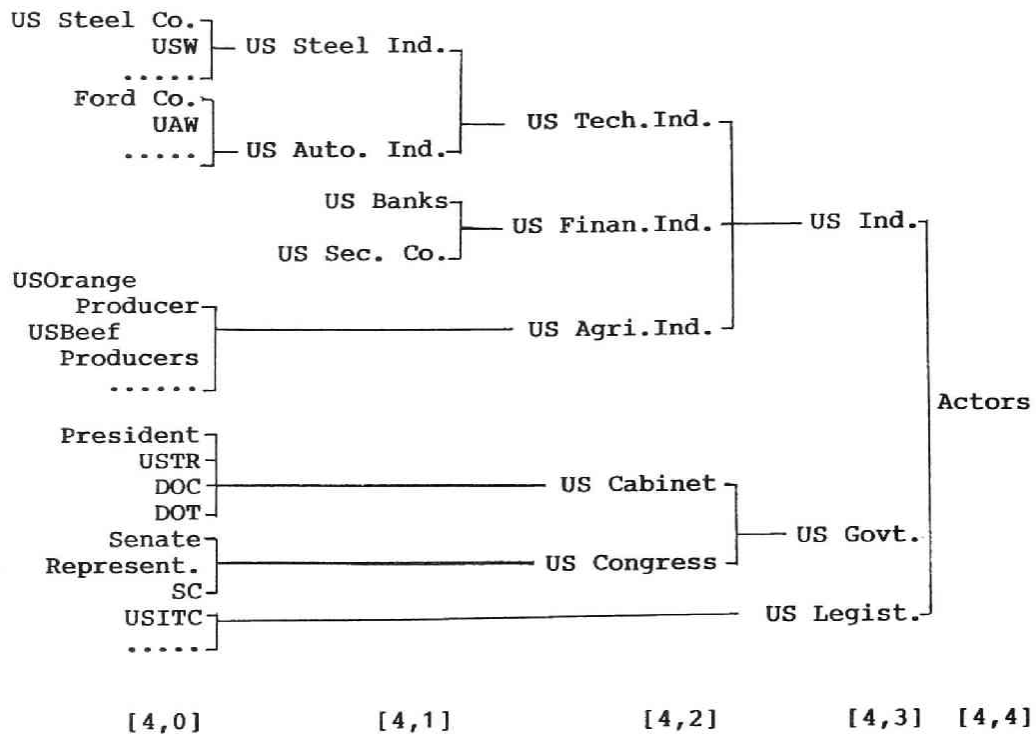 US Steel Co.
USW US Steel Ind.
.....
Ford Co. US Tech.Ind.
UAW
..... US Auto. Ind.
US Banks
US Finan.Ind. US Ind.
US Sec. Co.
USOrange
Producer
USBeef US Agri.Ind.
Producers
......
Actors
President
USTR
DOC US Cabinet
DOT
Senate US Govt.
Represent. US Congress
SC
USITC US Legist.
.....
[4,0] [4,1] [4,2] [4,3] [4,4]